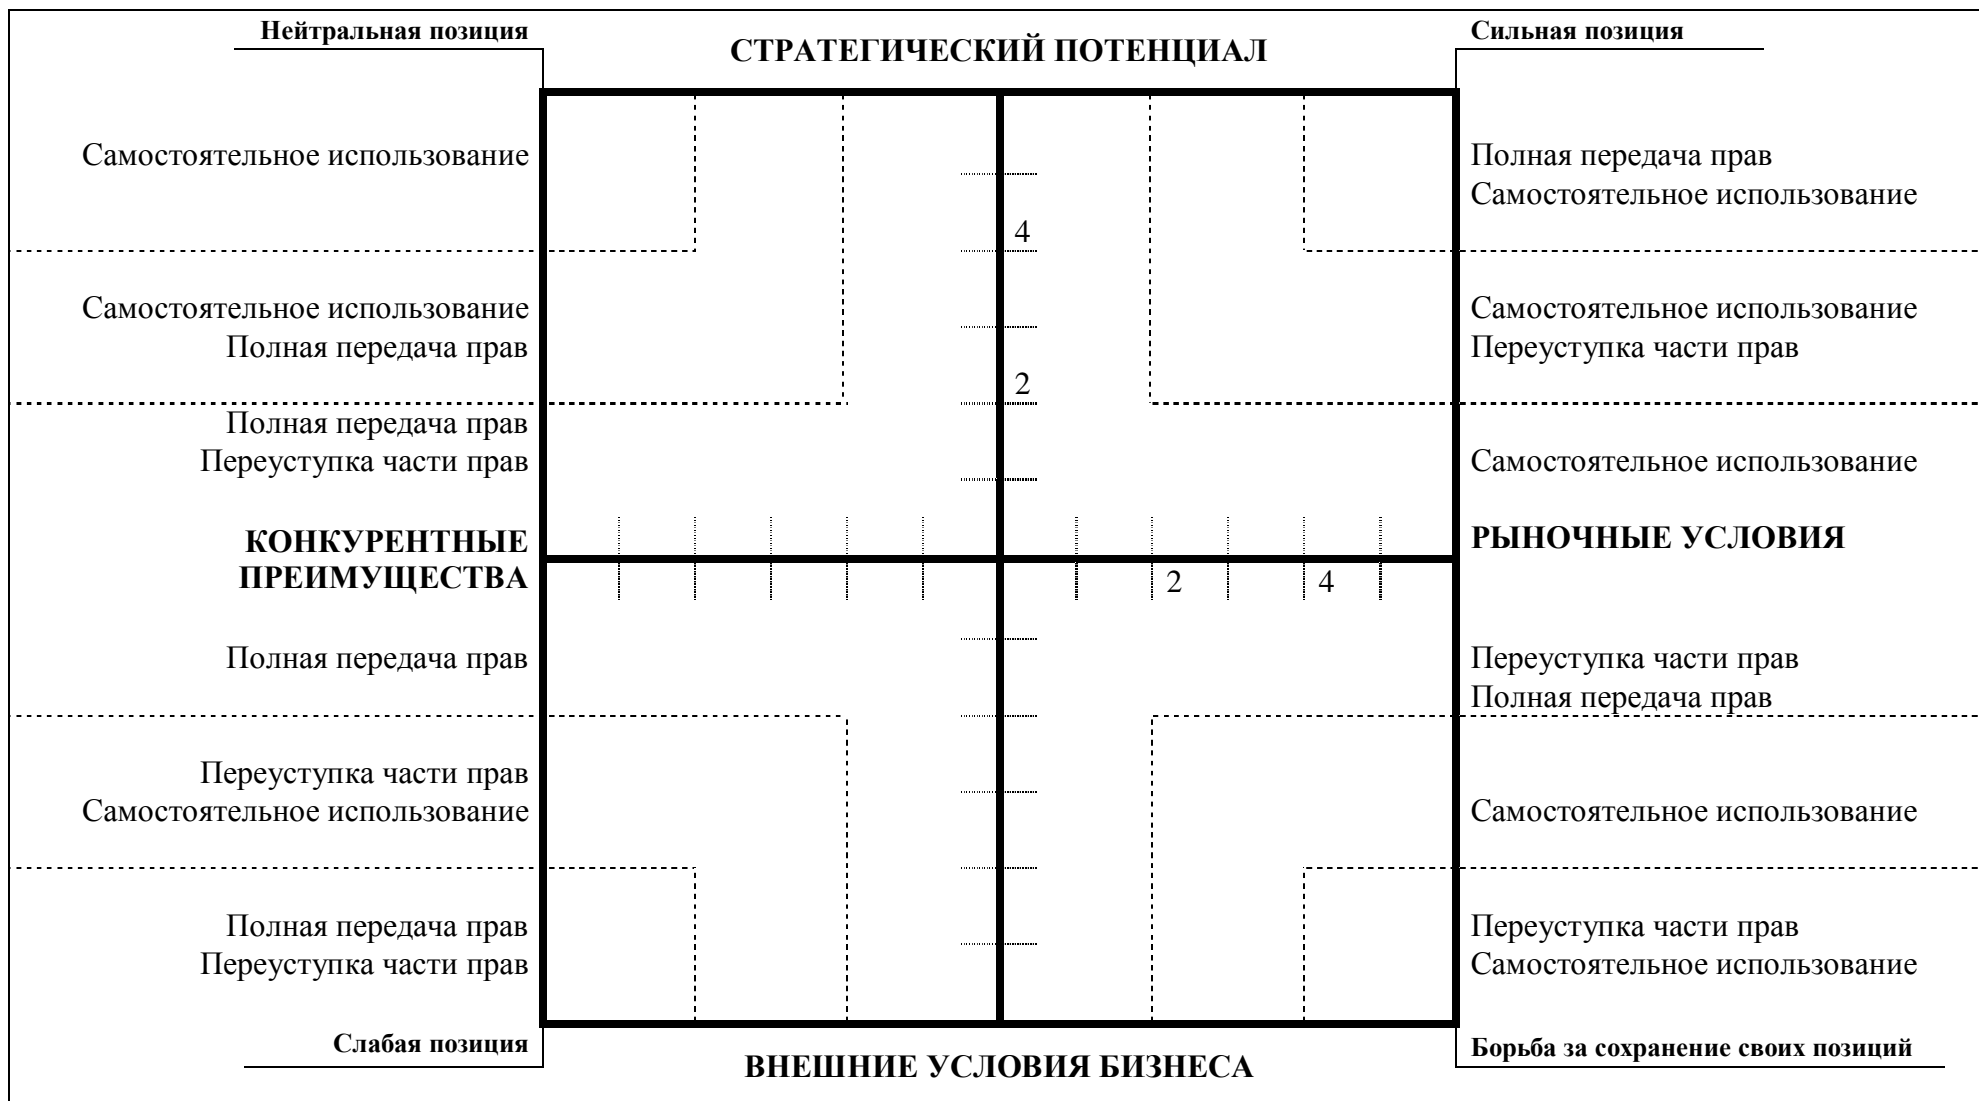 Нейтральная позиция
СТРАТЕГИЧЕСКИЙ ПОТЕНЦИАЛ
Сильная позиция
Самостоятельное использование
Полная передача прав
Самостоятельное использование
4
Самостоятельное использование
Полная передача прав
Самостоятельное использование
Переуступка части прав
2
Полная передача прав
Переуступка части прав
Самостоятельное использование
КОНКУРЕНТНЫЕ
ПРЕИМУЩЕСТВА
РЫНОЧНЫЕ УСЛОВИЯ
2
4
Полная передача прав
Переуступка части прав
Полная передача прав
Переуступка части прав
Самостоятельное использование
Самостоятельное использование
Полная передача прав
Переуступка части прав
Переуступка части прав
Самостоятельное использование
Слабая позиция
ВНЕШНИЕ УСЛОВИЯ БИЗНЕСА
Борьба за сохранение своих позиций